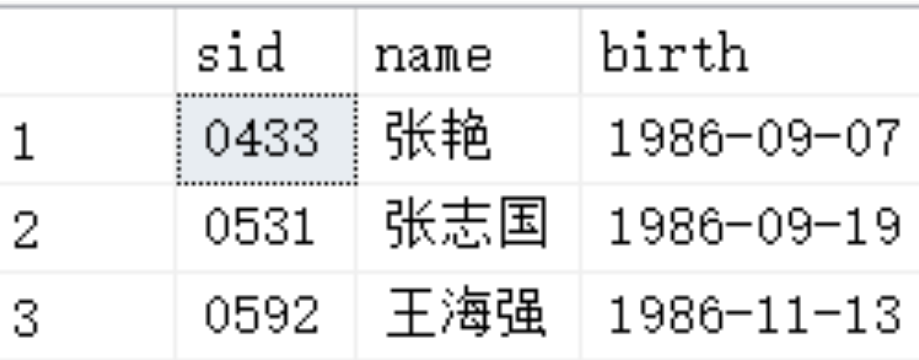 sid name birth
1 0433 张艳 1986-09-07
2 0531 张志国 1986-09-19
3 0592 王海强 1986-11-13